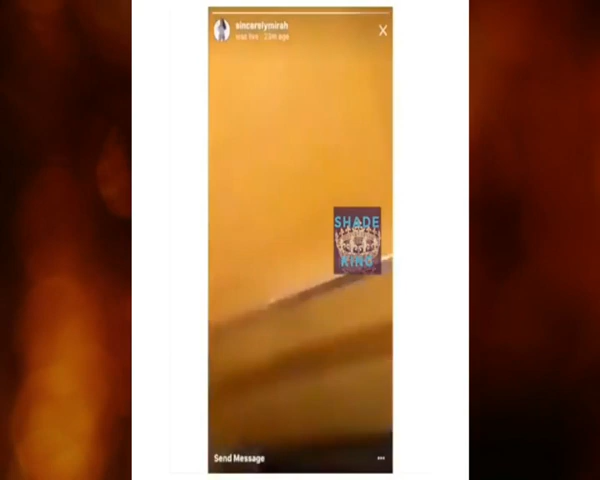 sincerelymirah
was live · 23m ago
X
SHADE
KING
Send Message